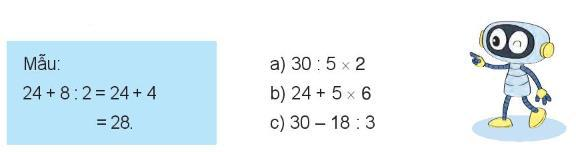 Mẫu:
24 + 8 : 2 = 24 + 4
= 28.
a) 30 : 5 × 2
b) 24 + 5 × 6
c) 30 – 18 : 3